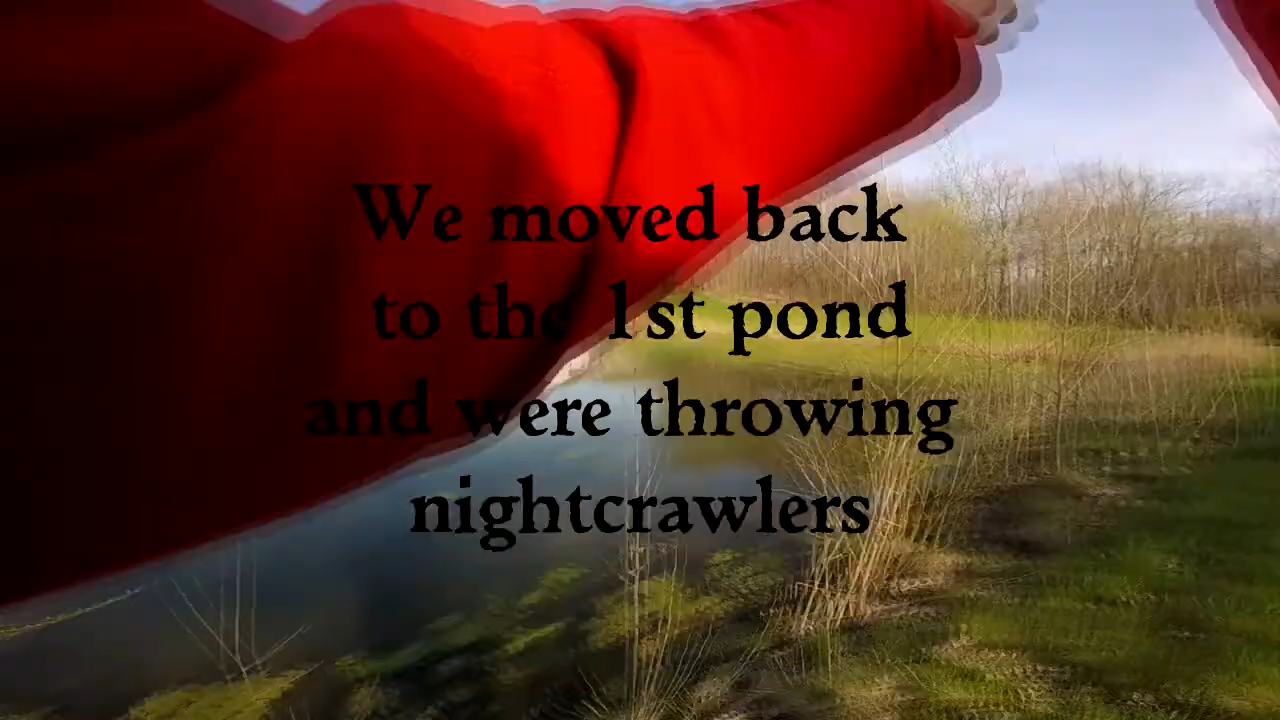 We moved back
to the 1st pond
and were throwing
nightcrawlers